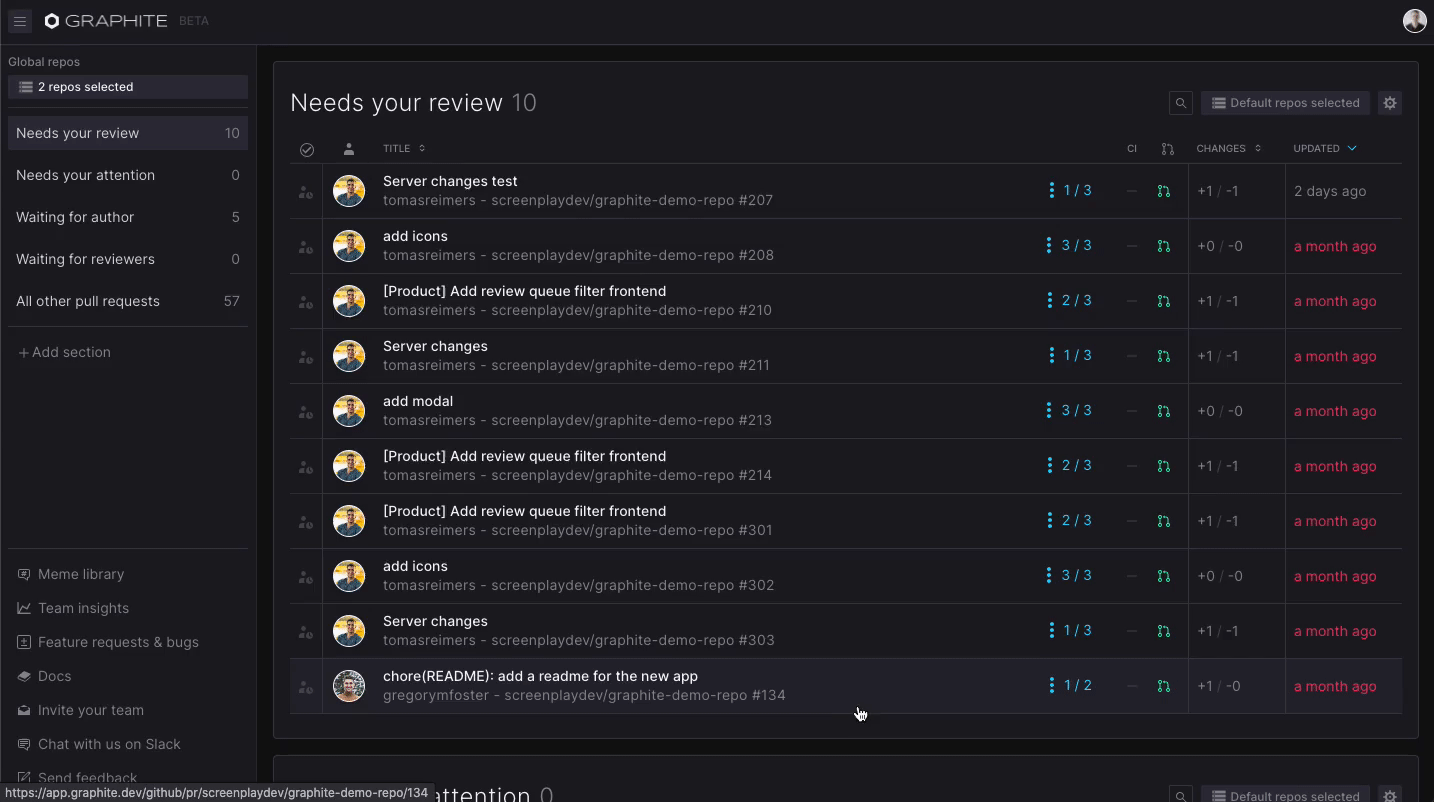 GRAPHITE BETA
Global repos
2 repos selected
Needs your review 10
Needs your attention 0
Waiting for author 5
Waiting for reviewers 0
All other pull requests 57
+ Add section
Meme library
Team insights
Feature requests & bugs
Docs
Invite your team
Chat with us on Slack
Send feedback
https://app.graphite.dev/github/pr/screenplaydev/graphite-demo-repo/134
Needs your review 10
Default repos selected
TITLE CI CHANGES UPDATED
Server changes test
tomasreimers - screenplaydev/graphite-demo-repo #207
1 / 3 — +1 / -1 2 days ago
add icons
tomasreimers - screenplaydev/graphite-demo-repo #208
3 / 3 — +0 / -0 a month ago
[Product] Add review queue filter frontend
tomasreimers - screenplaydev/graphite-demo-repo #210
2 / 3 — +1 / -1 a month ago
Server changes
tomasreimers - screenplaydev/graphite-demo-repo #211
1 / 3 — +1 / -1 a month ago
add modal
tomasreimers - screenplaydev/graphite-demo-repo #213
3 / 3 — +0 / -0 a month ago
[Product] Add review queue filter frontend
tomasreimers - screenplaydev/graphite-demo-repo #214
2 / 3 — +1 / -1 a month ago
[Product] Add review queue filter frontend
tomasreimers - screenplaydev/graphite-demo-repo #301
2 / 3 — +1 / -1 a month ago
add icons
tomasreimers - screenplaydev/graphite-demo-repo #302
3 / 3 — +0 / -0 a month ago
Server changes
tomasreimers - screenplaydev/graphite-demo-repo #303
1 / 3 — +1 / -1 a month ago
chore(README): add a readme for the new app
gregorymfoster - screenplaydev/graphite-demo-repo #134
1 / 2 — +1 / -0 a month ago
attention 0
Default repos selected